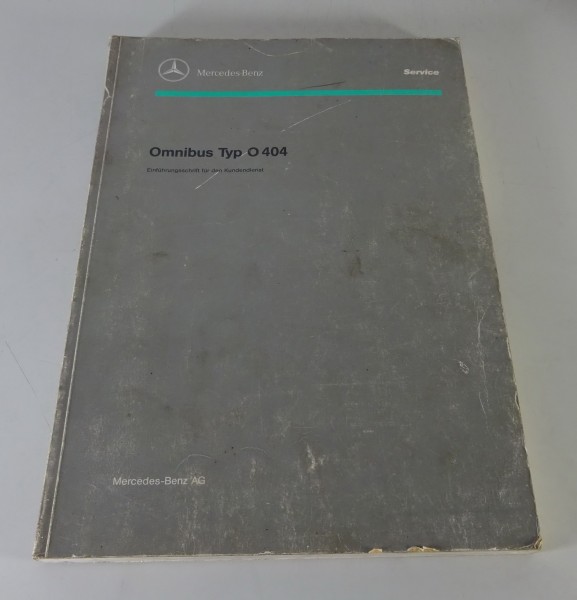 Mercedes-Benz
Service
Omnibus Typ O 404
Einführungsschrift für den Kundendienst
Mercedes-Benz AG